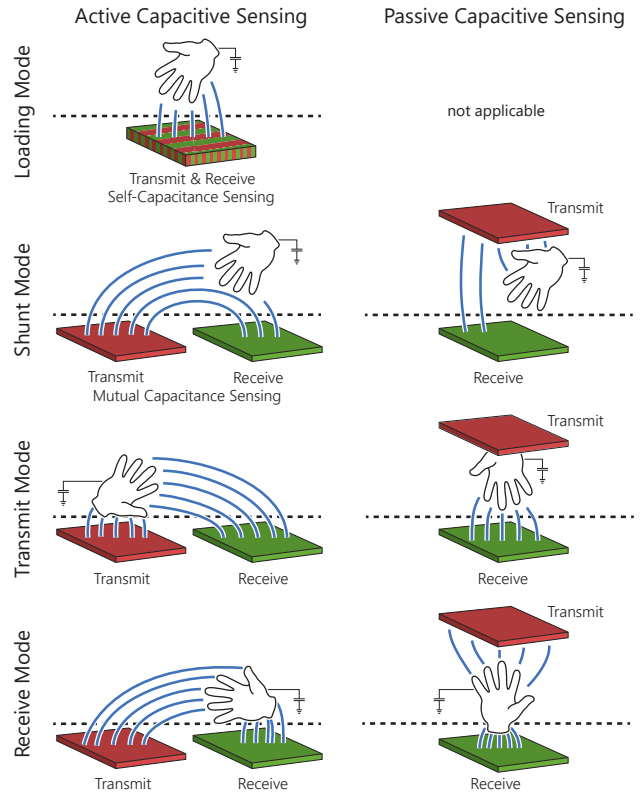 Active Capacitive Sensing
Passive Capacitive Sensing
Loading Mode
Transmit & Receive
Self-Capacitance Sensing
not applicable
Shunt Mode
Transmit
Receive
Mutual Capacitance Sensing
Transmit
Receive
Transmit Mode
Transmit
Receive
Transmit
Receive
Receive Mode
Transmit
Receive
Transmit
Receive